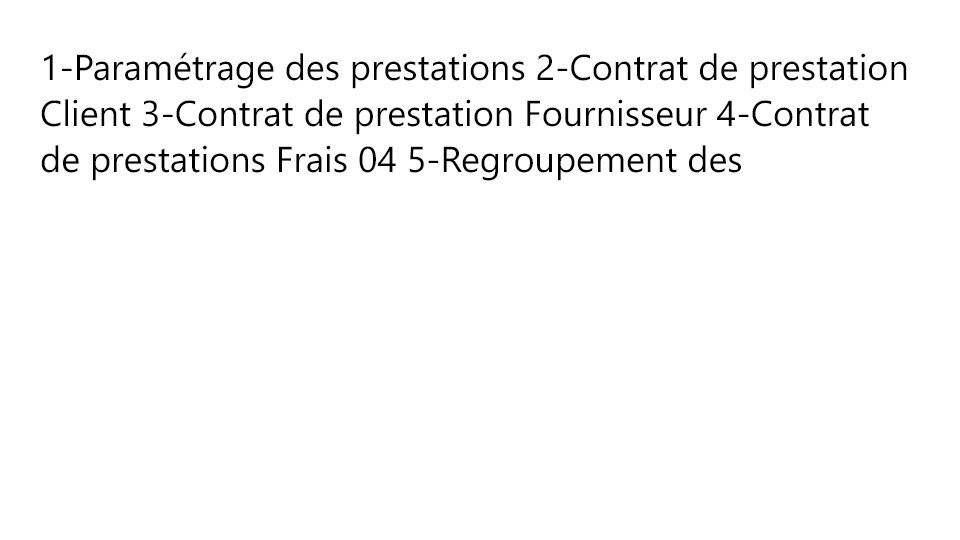 1-Paramétrage des prestations 2-Contrat de prestation
Client 3-Contrat de prestation Fournisseur 4-Contrat
de prestations Frais 04 5-Regroupement des